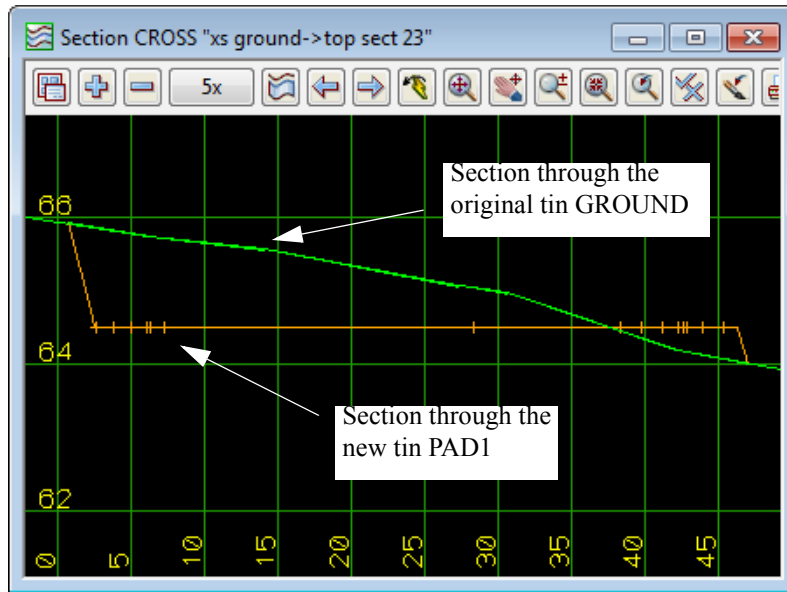 Section CROSS "xs ground->top sect 23"
5x
Section through the
original tin GROUND
66
64
Section through the
new tin PAD1
62
0 5 10 15 20 25 30 35 40 45